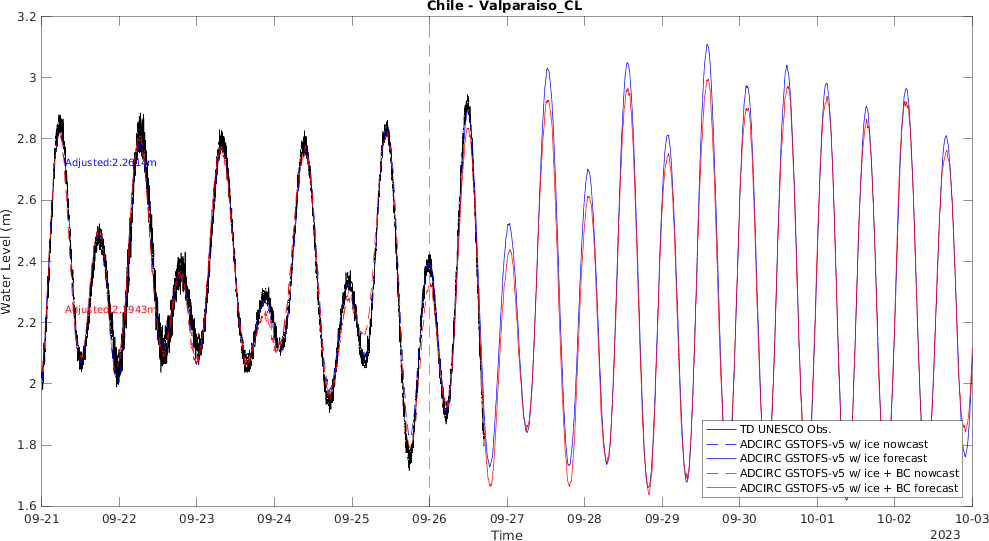 Chile - Valparaiso_CL
3.2
3
2.8
2.6
2.4
2.2
2
1.8
1.6
Water Level (m)
Adjusted:2.2614m
TD UNESCO Obs.
ADCIRC GSTOFS-v5 w/ ice nowcast
ADCIRC GSTOFS-v5 w/ ice forecast
ADCIRC GSTOFS-v5 w/ ice + BC nowcast
ADCIRC GSTOFS-v5 w/ ice + BC forecast
09-21
09-22
09-23
09-24
09-25
09-26
09-27
09-28
09-29
09-30
10-01
10-02
10-03
Time
2023